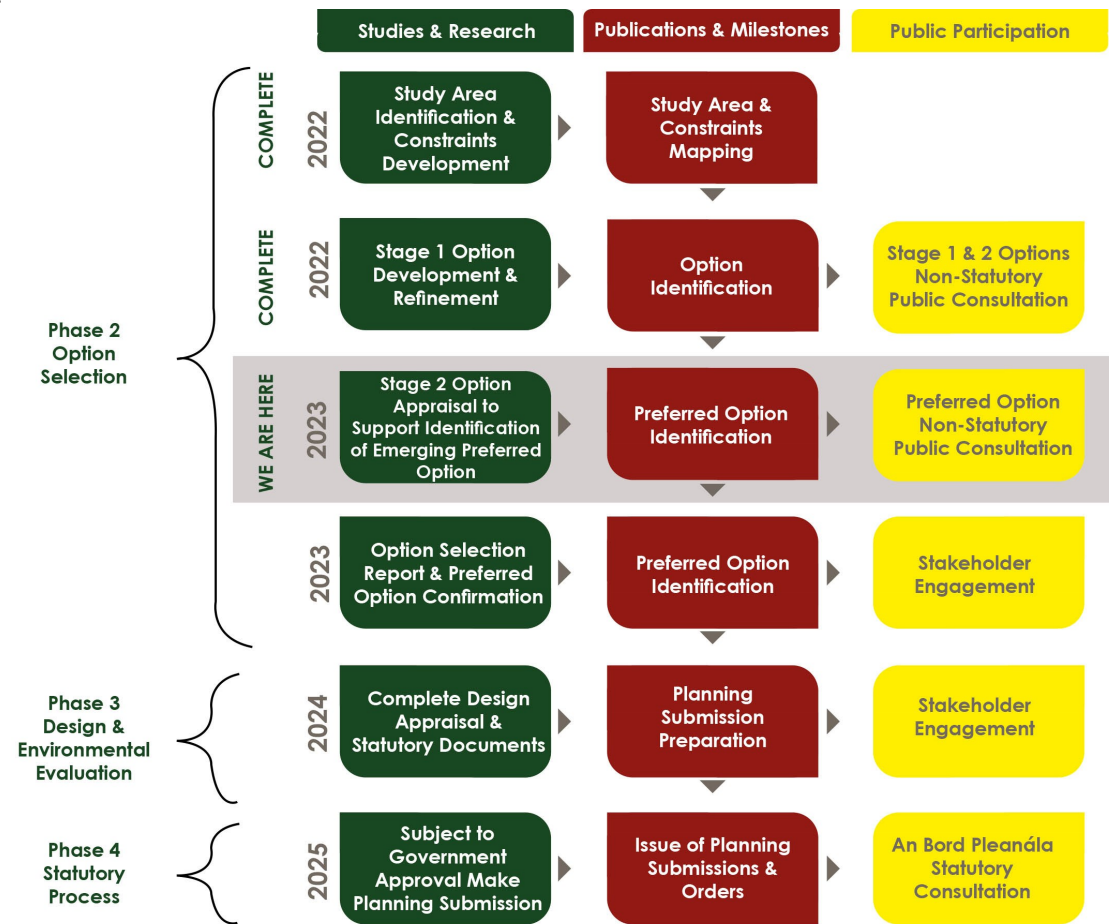 Studies & Research
Publications & Milestones
Public Participation
Phase 2
Option
Selection
COMPLETE
2022
Study Area
Identification &
Constraints
Development
Study Area &
Constraints
Mapping
COMPLETE
2022
Stage 1 Option
Development &
Refinement
Option
Identification
Stage 1 & 2 Options
Non-Statutory
Public Consultation
WE ARE HERE
2023
Stage 2 Option
Appraisal to
Support Identification
of Emerging Preferred
Option
Preferred Option
Identification
Preferred Option
Non-Statutory
Public Consultation
2023
Option Selection
Report & Preferred
Option Confirmation
Preferred Option
Identification
Stakeholder
Engagement
Phase 3
Design &
Environmental
Evaluation
2024
Complete Design
Appraisal &
Statutory Documents
Planning
Submission
Preparation
Stakeholder
Engagement
Phase 4
Statutory
Process
2025
Subject to
Government
Approval Make
Planning Submission
Issue of Planning
Submissions &
Orders
An Bord Pleanála
Statutory
Consultation